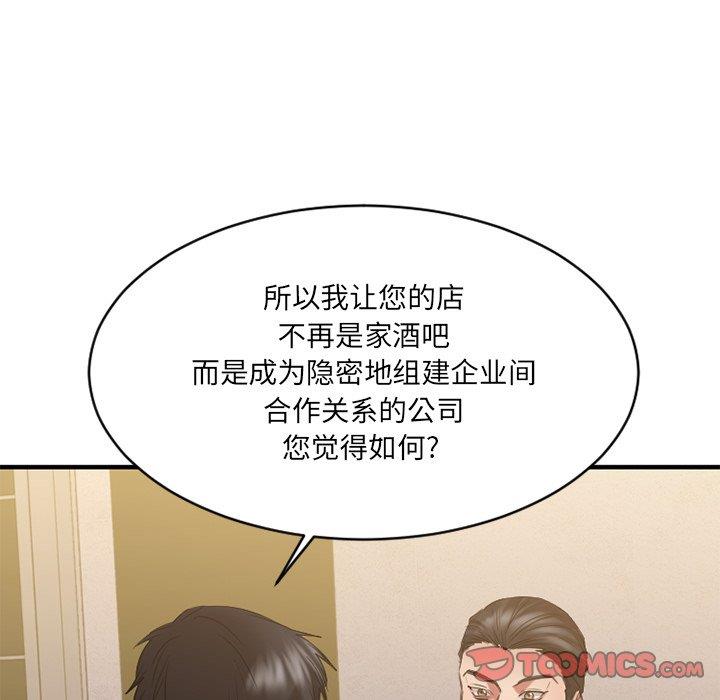 所以我让您的店
不再是家酒吧
而是成为隐密地组建企业间
合作关系的公司
您觉得如何?
TOOMICS.COM